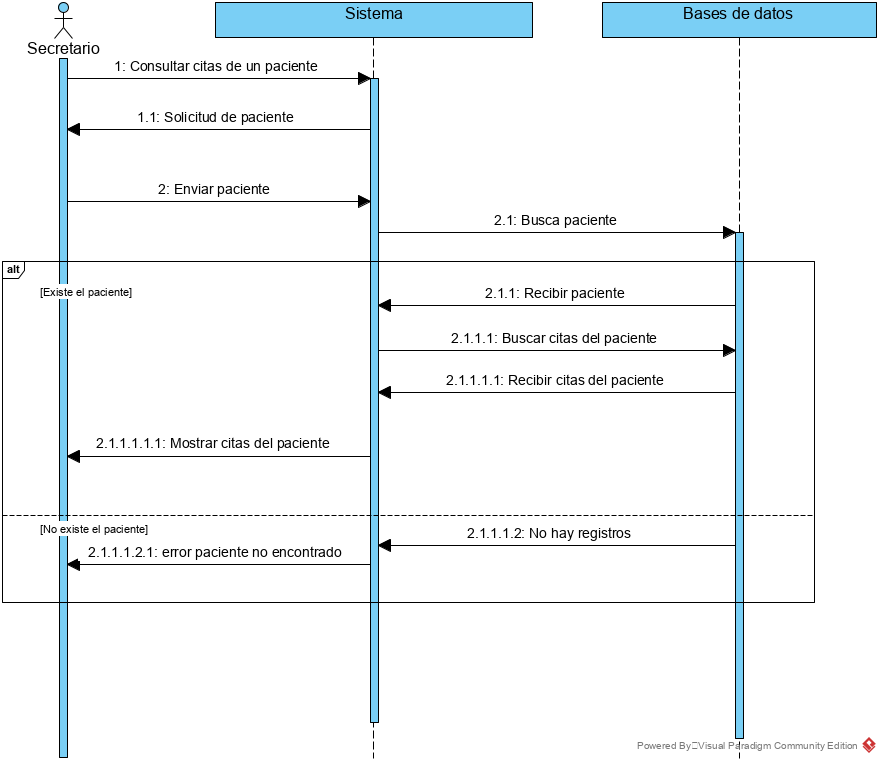 Sistema
Bases de datos
Secretario
1: Consultar citas de un paciente
1.1: Solicitud de paciente
2: Enviar paciente
2.1: Busca paciente
alt
[Existe el paciente]
2.1.1: Recibir paciente
2.1.1.1: Buscar citas del paciente
2.1.1.1.1: Recibir citas del paciente
2.1.1.1.1.1: Mostrar citas del paciente
[No existe el paciente]
2.1.1.1.2: No hay registros
2.1.1.1.2.1: error paciente no encontrado
Powered By Visual Paradigm Community Edition